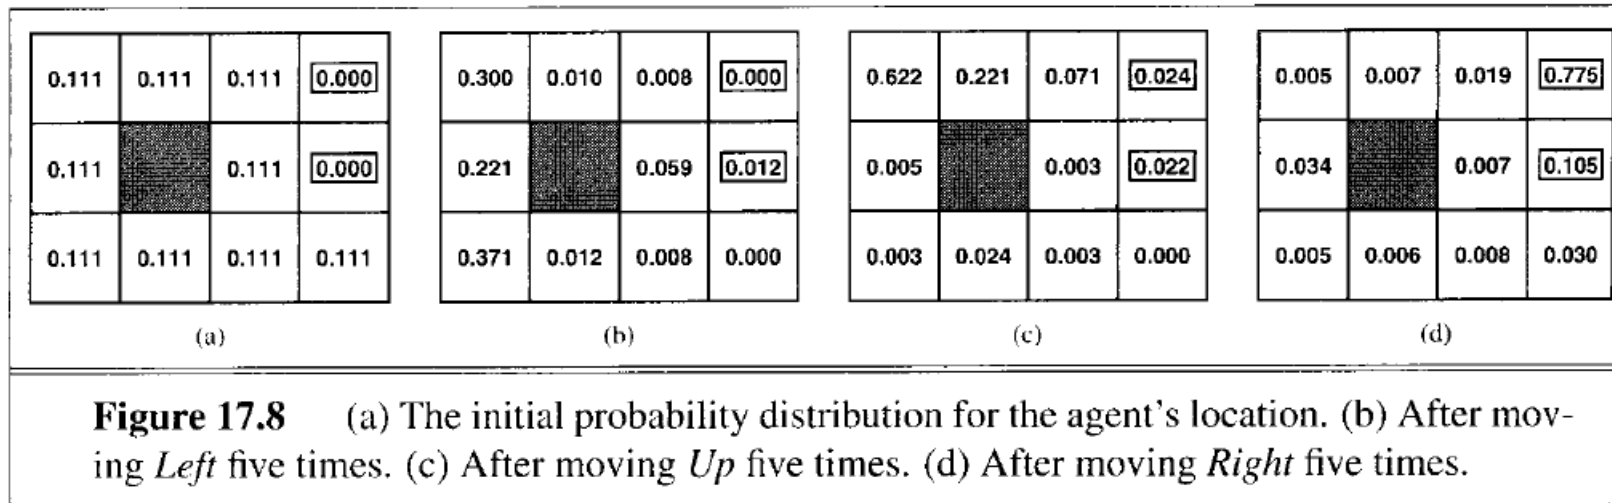 0.111 0.111 0.111 0.000 0.300 0.010 0.008 0.000 0.622 0.221 0.071 0.024 0.005 0.007 0.019 0.775
0.111 0.111 0.000 0.221 0.059 0.012 0.005 0.003 0.022 0.034 0.007 0.105
0.111 0.111 0.111 0.111 0.371 0.012 0.008 0.000 0.003 0.024 0.003 0.000 0.005 0.006 0.008 0.030
(a) (b) (c) (d)
Figure 17.8 (a) The initial probability distribution for the agent's location. (b) After mov-
ing Left five times. (c) After moving Up five times. (d) After moving Right five times.